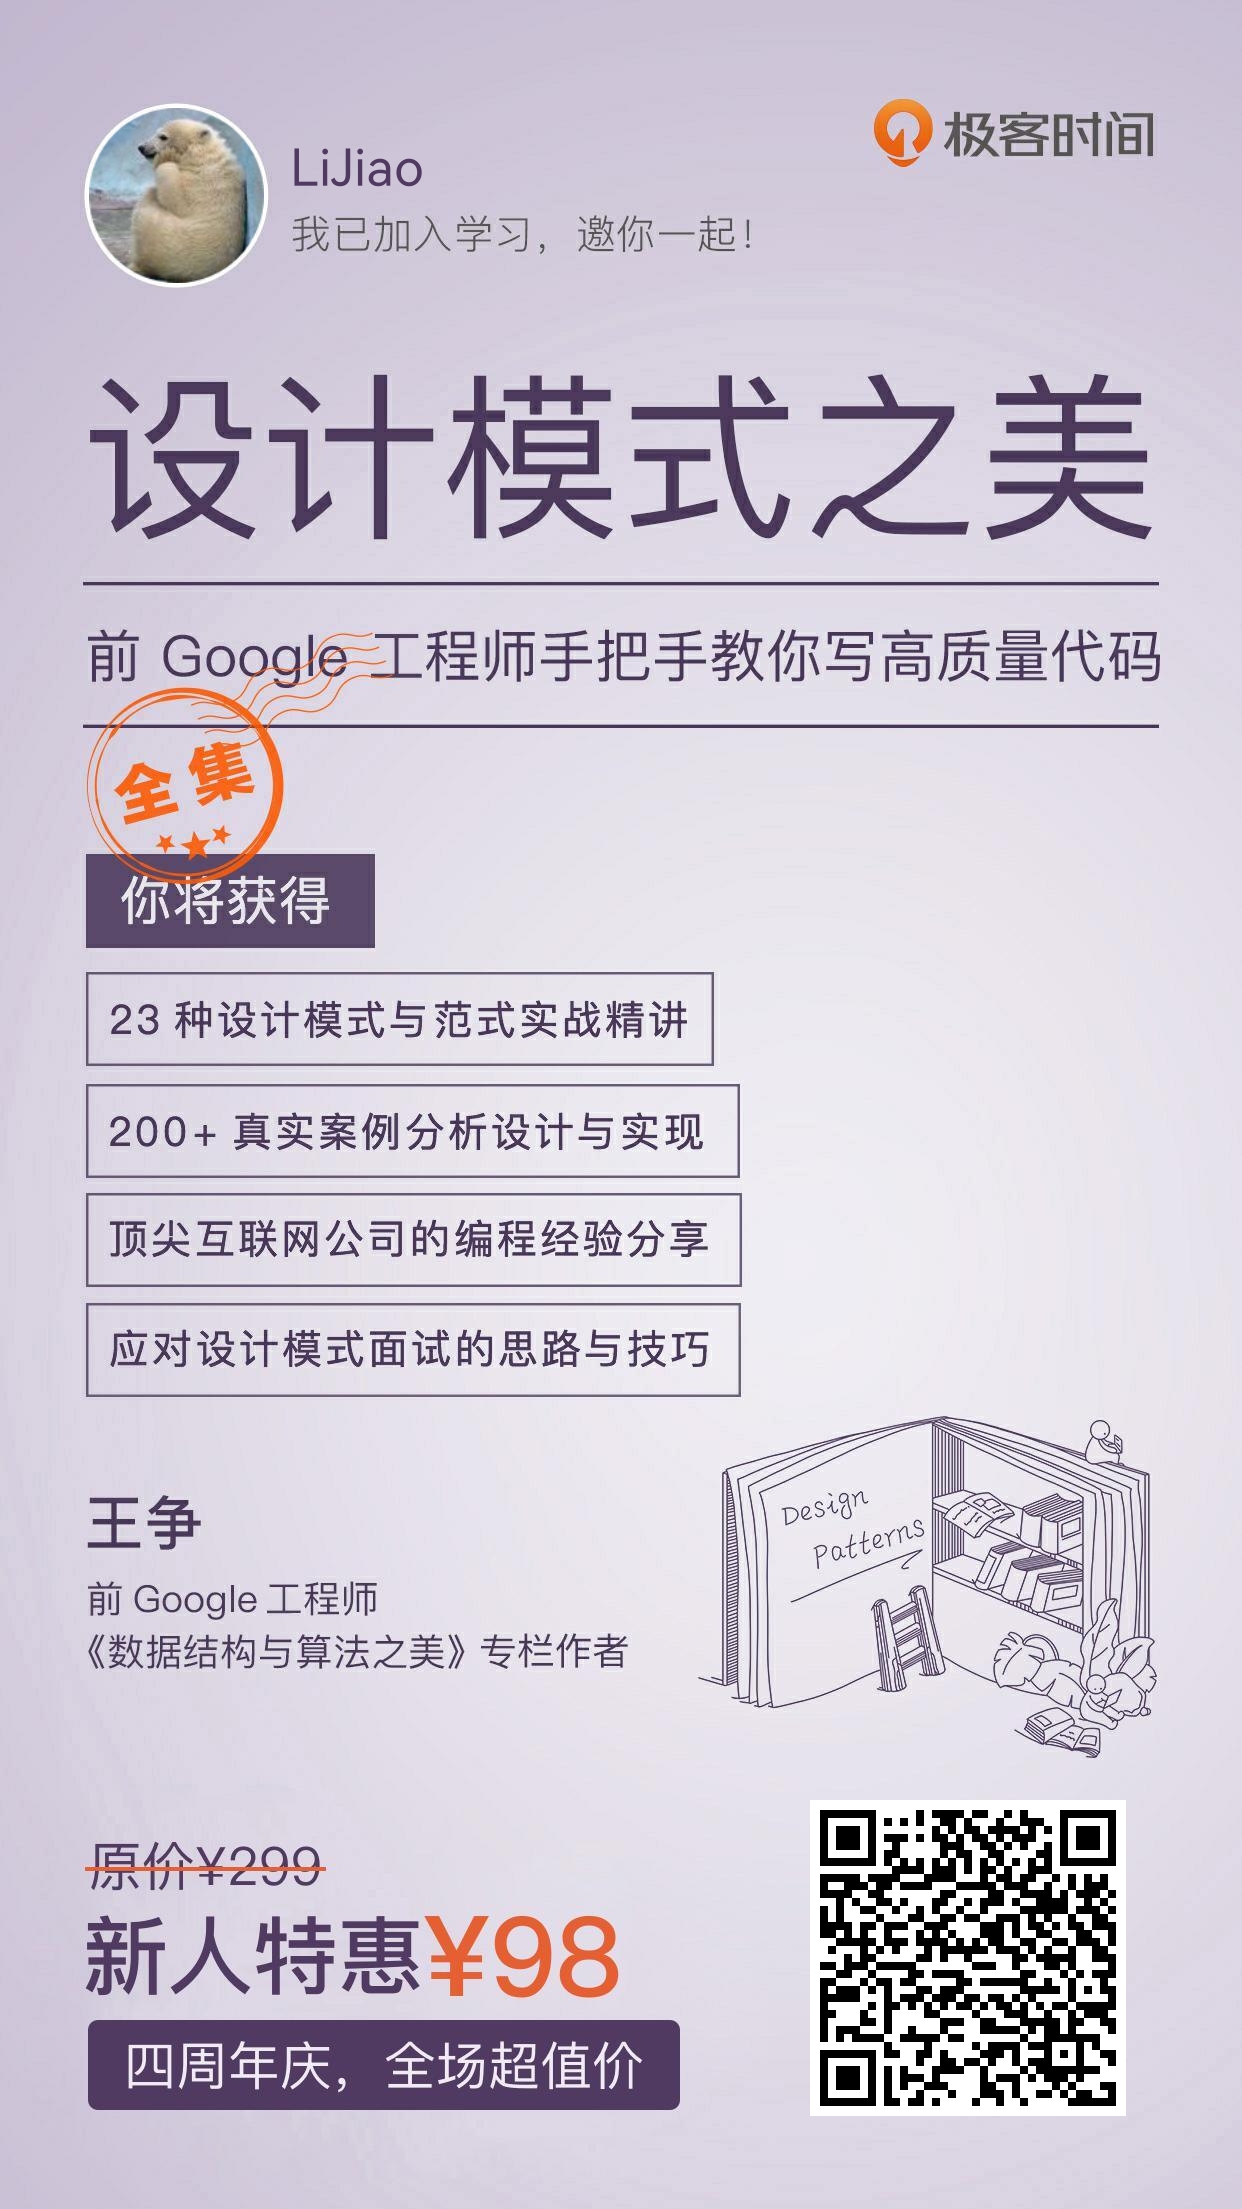 LiJiao
极客时间
我已加入学习，邀你一起！
设计模式之美
前 Google 工程师手把手教你写高质量代码
全集
你将获得
23 种设计模式与范式实战精讲
200+ 真实案例分析设计与实现
顶尖互联网公司的编程经验分享
应对设计模式面试的思路与技巧
Design
Patterns
王争
前 Google 工程师
《数据结构与算法之美》专栏作者
原价¥299
新人特惠¥98
四周年庆，全场超值价